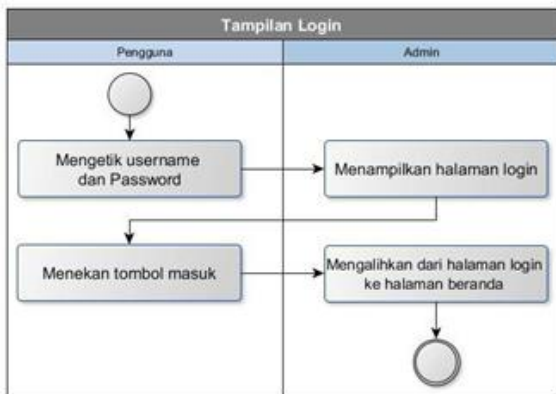 Tampilan Login
Pengguna
Admin
Mengetik username
dan Password
Menampilkan halaman login
Menekan tombol masuk
Mengalihkan dari halaman login
ke halaman beranda